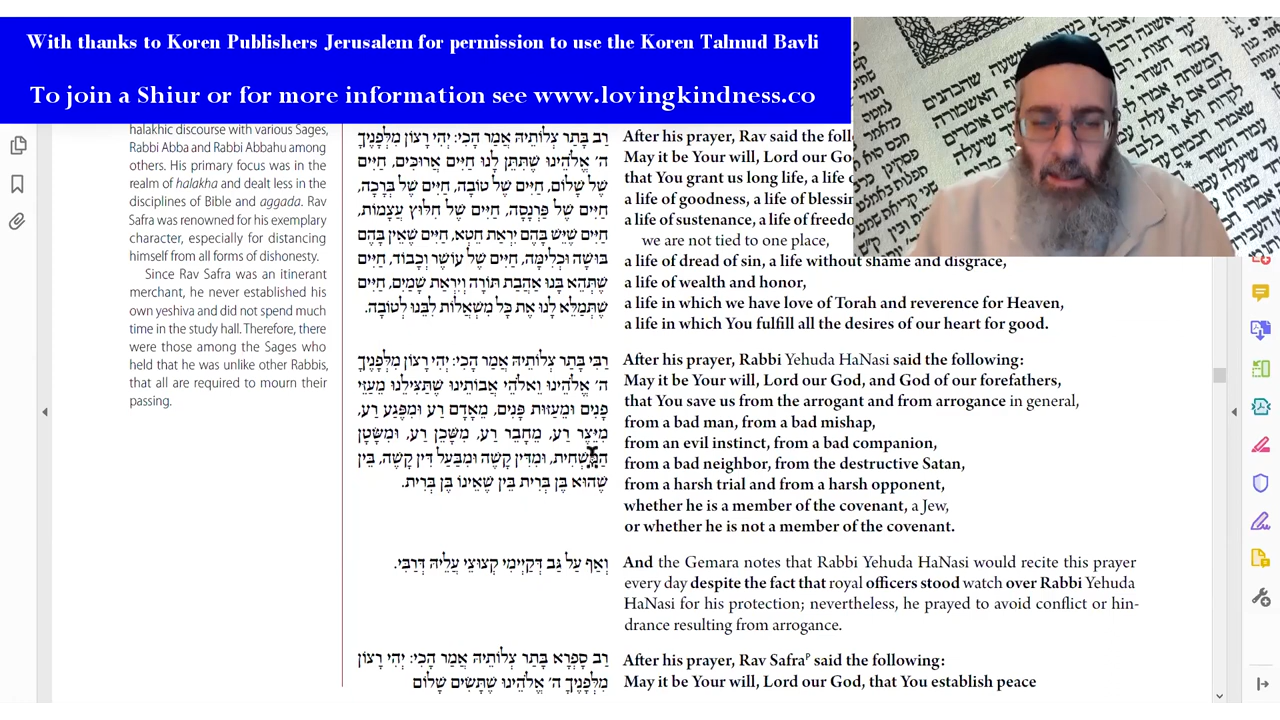 With thanks to Koren Publishers Jerusalem for permission to use the Koren Talmud Bavli
To join a Shiur or for more information see www.lovingkindness.co
halakhic discourse with various Sages,
Rabbi Abba and Rabbi Abbahu among
others. His primary focus was in the
realm of halakha and dealt less in the
disciplines of Bible and aggada. Rav
Safra was renowned for his exemplary
character, especially for distancing
himself from all forms of dishonesty.
Since Rav Safra was an itinerant
merchant, he never established his
own yeshiva and did not spend much
time in the study hall. Therefore, there
were those among the Sages who
held that he was unlike other Rabbis,
that all are required to mourn their
passing.
רַב בָּתַר צְלוֹתֵיהּ אֲמַר הָכִי: יְהִי רָצוֹן מִלְּפָנֶיךָ
ה׳ אֱלֹהֵינוּ שֶׁתִּתֵּן לָנוּ חַיִּים אֲרוּכִּים, חַיִּים
שֶׁל שָׁלוֹם, חַיִּים שֶׁל טוֹבָה, חַיִּים שֶׁל בְּרָכָה,
חַיִּים שֶׁל פַּרְנָסָה, חַיִּים שֶׁל חִלּוּץ עֲצָמוֹת,
חַיִּים שֶׁיֵּשׁ בָּהֶם יִרְאַת חֵטְא, חַיִּים שֶׁאֵין בָּהֶם
בּוּשָׁה וּכְלִימָּה, חַיִּים שֶׁל עוֹשֶׁר וְכָבוֹד, חַיִּים
שֶׁתְּהֵא בָּנוּ אַהֲבַת תּוֹרָה וְיִרְאַת שָׁמַיִם, חַיִּים
שֶׁתְּמַלֵּא לָנוּ אֶת כָּל מִשְׁאֲלוֹת לִבֵּנוּ לְטוֹבָה.
After his prayer, Rav said the foll
May it be Your will, Lord our Go
that You grant us long life, a life
a life of goodness, a life of blessin
a life of sustenance, a life of freedo
we are not tied to one place,
a life of dread of sin, a life without shame and disgrace,
a life of wealth and honor,
a life in which we have love of Torah and reverence for Heaven,
a life in which You fulfill all the desires of our heart for good.
רַבִּי בָּתַר צְלוֹתֵיהּ אֲמַר הָכִי: יְהִי רָצוֹן מִלְּפָנֶיךָ
ה׳ אֱלֹהֵינוּ וֵאלֹהֵי אֲבוֹתֵינוּ שֶׁתַּצִּילֵנוּ מֵעַזֵּי
פָנִים וּמֵעַזּוּת פָּנִים, מֵאָדָם רַע וּמִפֶּגַע רַע,
מִיֵּצֶר רַע, מֵחָבֵר רַע, מִשָּׁכֵן רַע, וּמִשָּׂטָן
הַמַּשְׁחִית, וּמִדִּין קָשֶׁה וּמִבַּעַל דִּין קָשֶׁה, בֵּין
שֶׁהוּא בֶּן בְּרִית בֵּין שֶׁאֵינוֹ בֶּן בְּרִית.
After his prayer, Rabbi Yehuda HaNasi said the following:
May it be Your will, Lord our God, and God of our forefathers,
that You save us from the arrogant and from arrogance in general,
from a bad man, from a bad mishap,
from an evil instinct, from a bad companion,
from a bad neighbor, from the destructive Satan,
from a harsh trial and from a harsh opponent,
whether he is a member of the covenant, a Jew,
or whether he is not a member of the covenant.
וְאַף עַל גַּב דְּקַיְימִי קְצוּצֵי עֲלֵיהּ דְּרַבִּי.
And the Gemara notes that Rabbi Yehuda HaNasi would recite this prayer
every day despite the fact that royal officers stood watch over Rabbi Yehuda
HaNasi for his protection; nevertheless, he prayed to avoid conflict or hin-
drance resulting from arrogance.
רַב סָפְרָא בָּתַר צְלוֹתֵיהּ אֲמַר הָכִי: יְהִי רָצוֹן
מִלְּפָנֶיךָ ה׳ אֱלֹהֵינוּ שֶׁתָּשִׂים שָׁלוֹם
After his prayer, Rav Safraᴾ said the following:
May it be Your will, Lord our God, that You establish peace